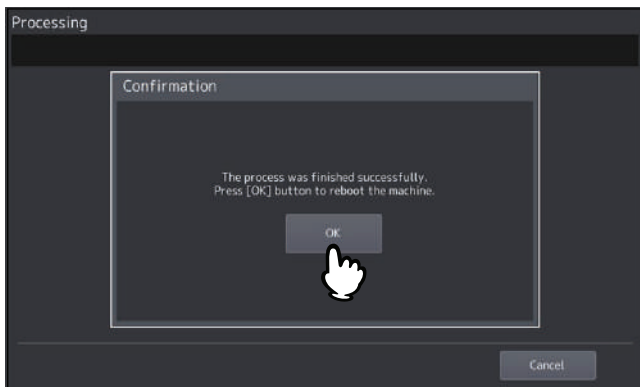 Processing
Confirmation
The process was finished successfully.
Press [OK] button to reboot the machine.
OK
Cancel